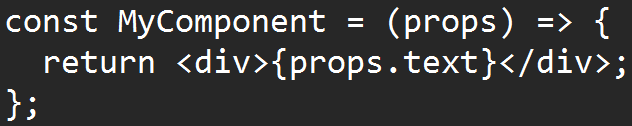 const MyComponent = (props) => {
  return <div>{props.text}</div>;
};